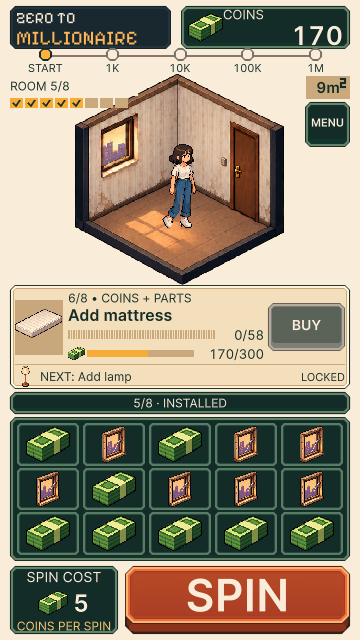 ZERO TO
MILLIONAIRE
COINS
170
START
1K
10K
100K
1M
ROOM 5/8
9m²
MENU
6/8 • COINS + PARTS
Add mattress
0/58
170/300
BUY
NEXT: Add lamp
LOCKED
5/8 · INSTALLED
SPIN COST
5
COINS PER SPIN
SPIN